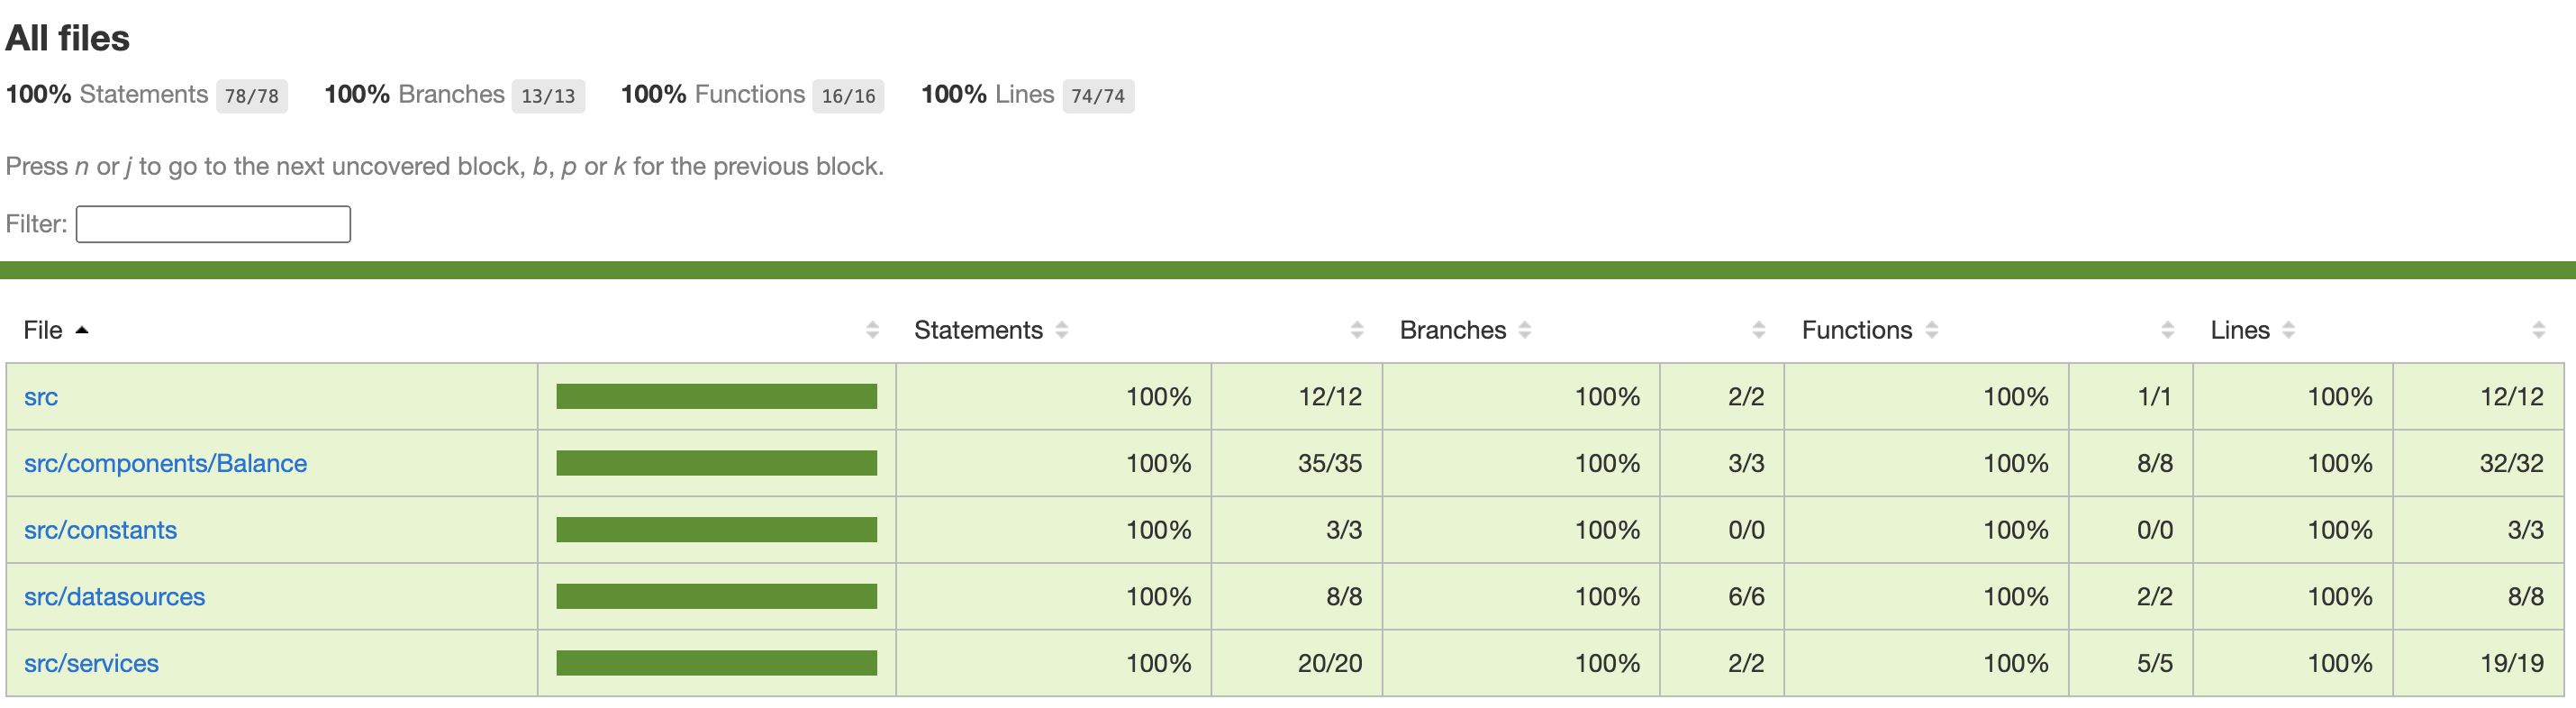 All files
100% Statements 78/78 100% Branches 13/13 100% Functions 16/16 100% Lines 74/74
Press n or j to go to the next uncovered block, b, p or k for the previous block.
Filter:
File Statements Branches Functions Lines
src 100% 12/12 100% 2/2 100% 1/1 100% 12/12
src/components/Balance 100% 35/35 100% 3/3 100% 8/8 100% 32/32
src/constants 100% 3/3 100% 0/0 100% 0/0 100% 3/3
src/datasources 100% 8/8 100% 6/6 100% 2/2 100% 8/8
src/services 100% 20/20 100% 2/2 100% 5/5 100% 19/19